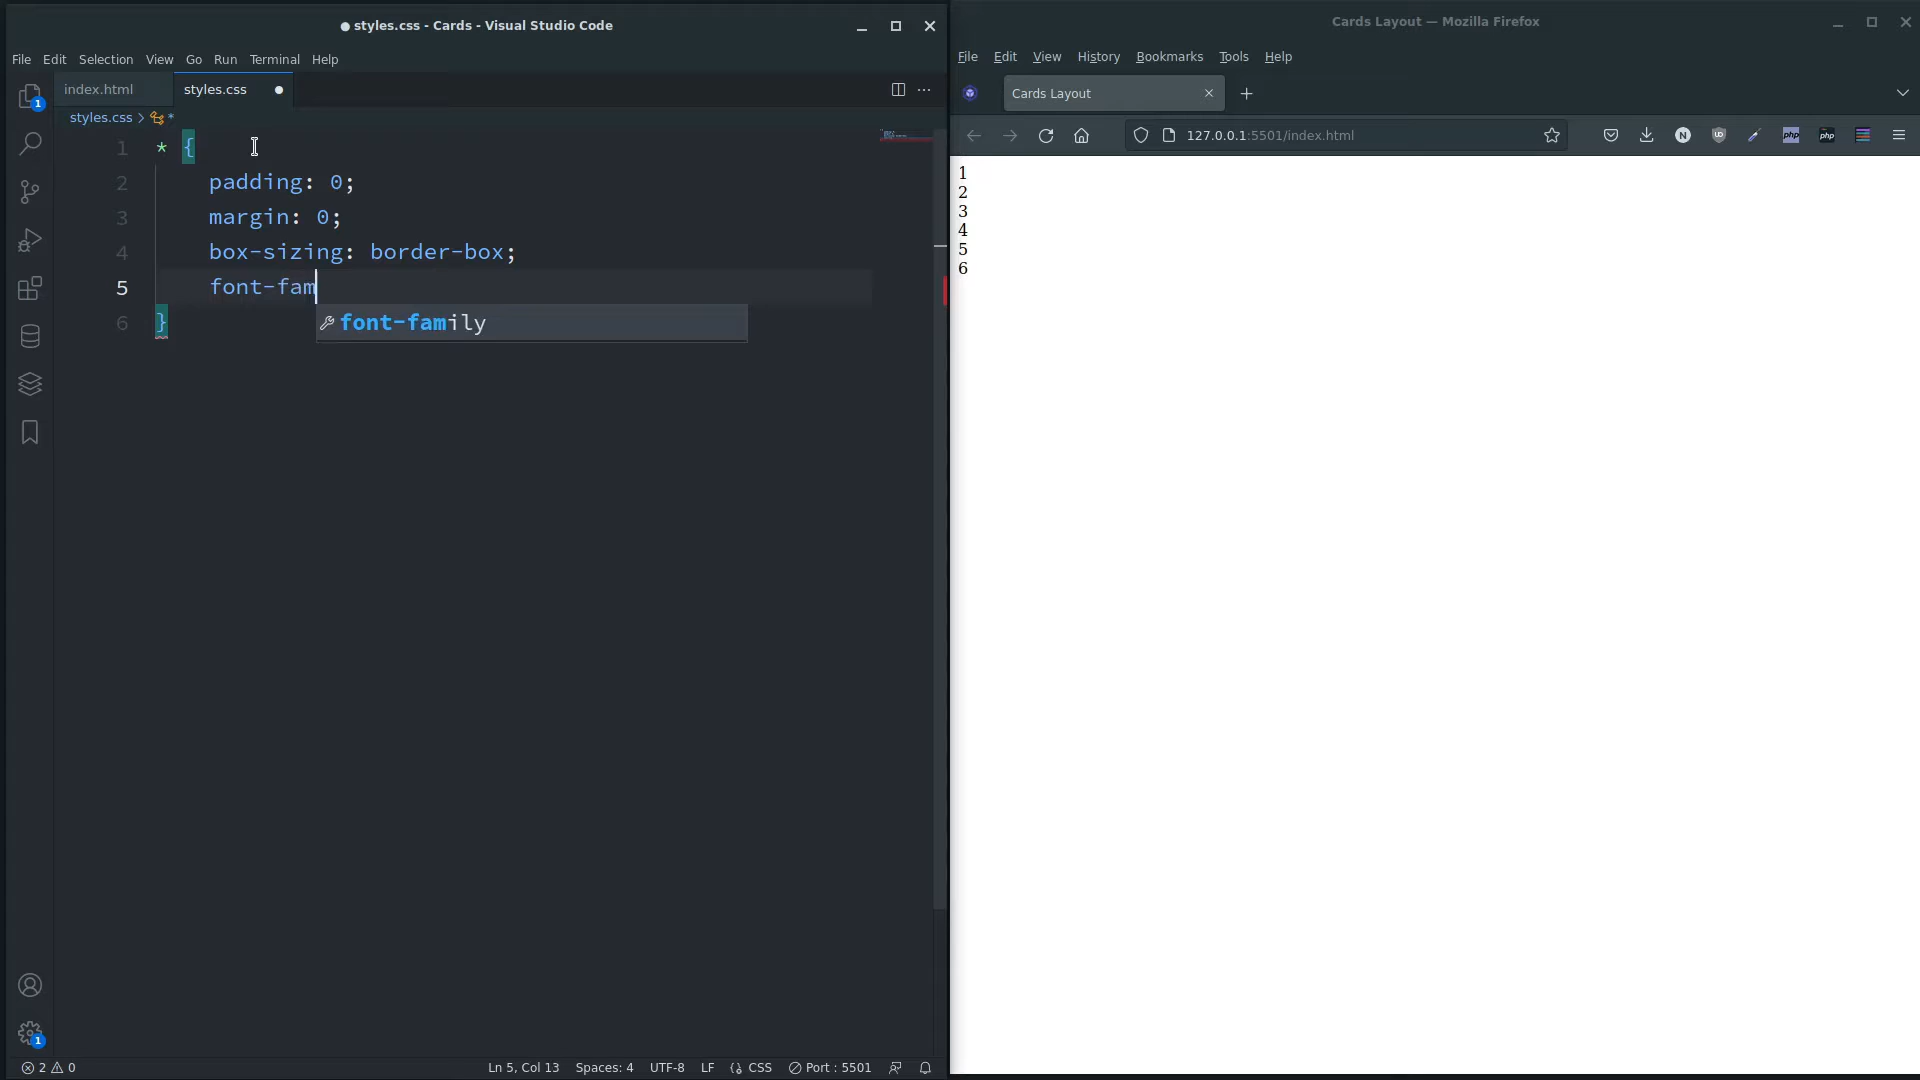 ● styles.css - Cards - Visual Studio Code
File Edit Selection View Go Run Terminal Help
index.html styles.css ●
styles.css > *
1 * {
2 padding: 0;
3 margin: 0;
4 box-sizing: border-box;
5 font-fam
font-family
6 }
1
1
2 0 Ln 5, Col 13 Spaces: 4 UTF-8 LF CSS Port : 5501
Cards Layout — Mozilla Firefox
File Edit View History Bookmarks Tools Help
Cards Layout
127.0.0.1:5501/index.html
N php php
1
2
3
4
5
6